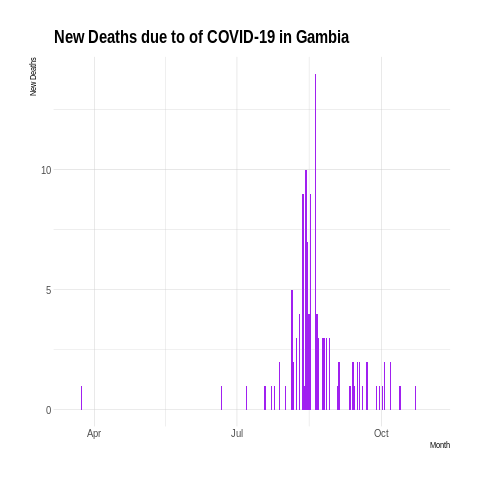 New Deaths due to of COVID-19 in Gambia
New Deaths
10
5
0
Apr Jul Oct
Month